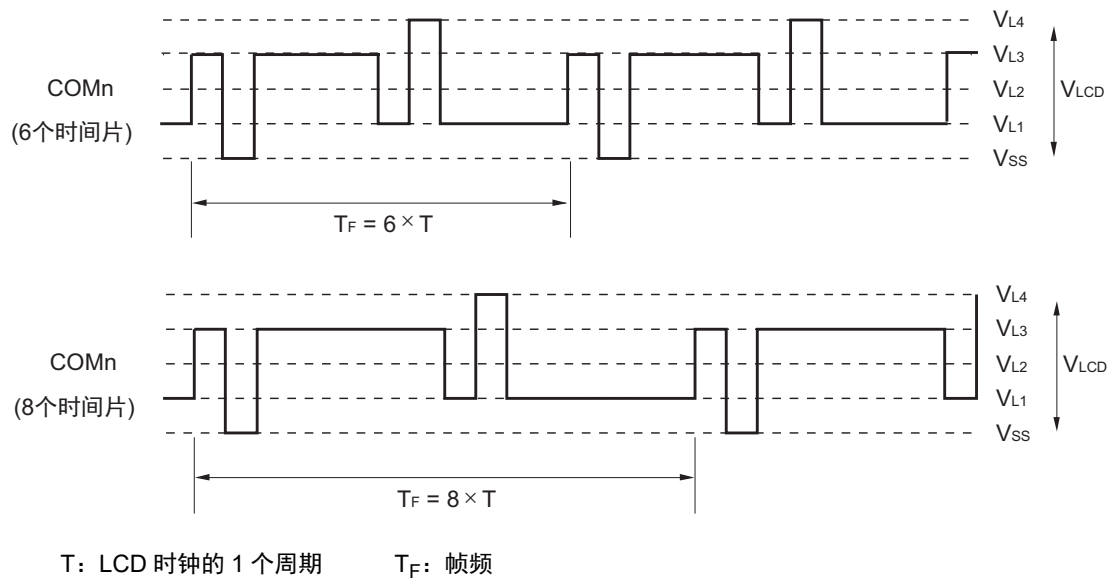 COMn
(6个时间片)
VL4
VL3
VL2
VL1
VSS
VLCD
TF = 6 × T
COMn
(8个时间片)
VL4
VL3
VL2
VL1
VSS
VLCD
TF = 8 × T
T：LCD 时钟的 1 个周期 TF：帧频